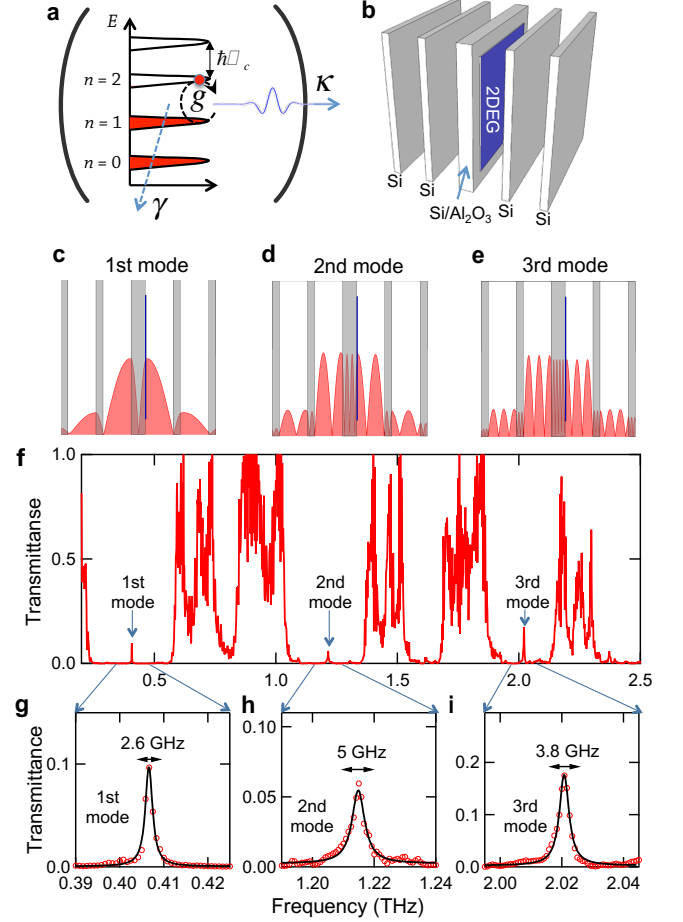 a
E
ħ�_c
n = 2
g
κ
n = 1
n = 0
γ
b
2DEG
Si
Si
Si/Al₂O₃
Si
Si
c
1st mode
d
2nd mode
e
3rd mode
f
Transmittanse
1.0
0.5
0.0
1st
mode
2nd
mode
3rd
mode
0.5
1.0
1.5
2.0
2.5
g
h
i
Transmittance
0.1
0.0
2.6 GHz
1st
mode
0.39
0.40
0.41
0.42
0.10
0.05
0.00
5 GHz
2nd
mode
1.20
1.22
1.24
0.2
0.1
0.0
3.8 GHz
3rd
mode
2.00
2.02
2.04
Frequency (THz)